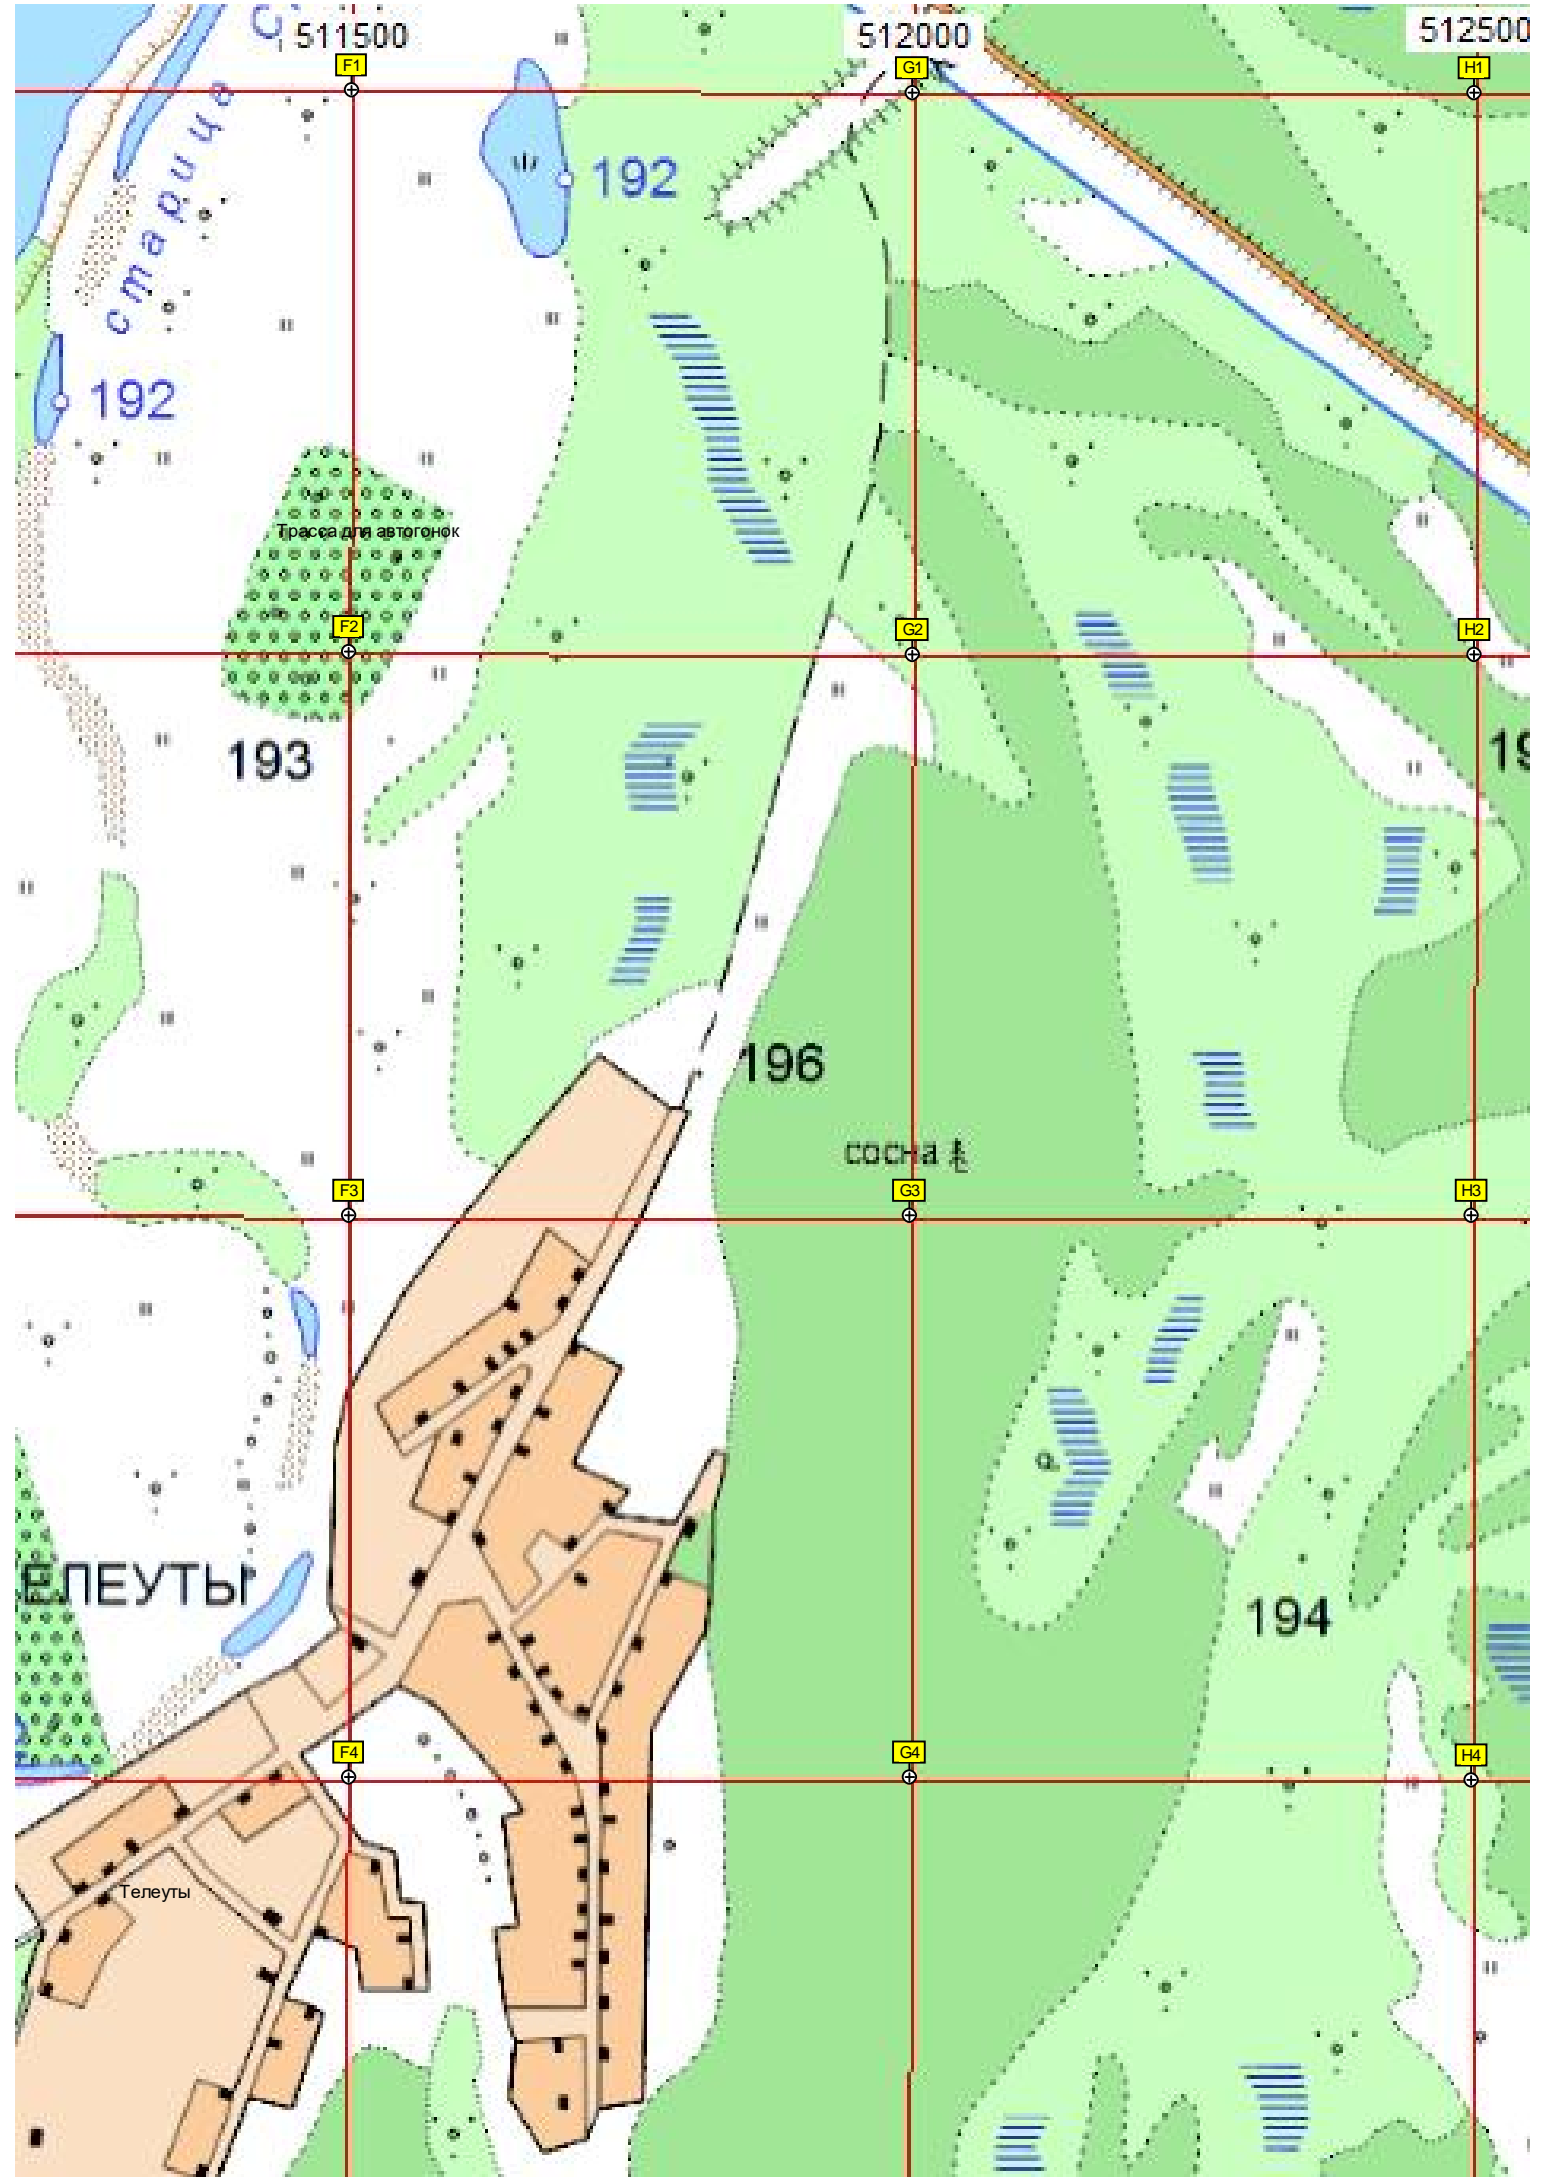 511500
512000
512500
F1
G1
H1
192
старице
192
Трасса для автогонок
F2
G2
H2
193
196
сосна
F3
G3
H3
ЕЛЕУТЫ
194
F4
G4
H4
Телеуты